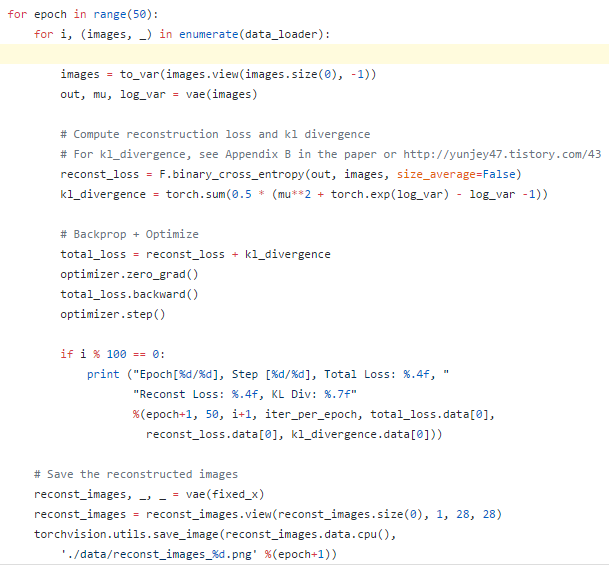 for epoch in range(50):
    for i, (images, _) in enumerate(data_loader):

        images = to_var(images.view(images.size(0), -1))
        out, mu, log_var = vae(images)

        # Compute reconstruction loss and kl divergence
        # For kl_divergence, see Appendix B in the paper or http://yunjey47.tistory.com/43
        reconst_loss = F.binary_cross_entropy(out, images, size_average=False)
        kl_divergence = torch.sum(0.5 * (mu**2 + torch.exp(log_var) - log_var -1))

        # Backprop + Optimize
        total_loss = reconst_loss + kl_divergence
        optimizer.zero_grad()
        total_loss.backward()
        optimizer.step()

        if i % 100 == 0:
            print ("Epoch[%d/%d], Step [%d/%d], Total Loss: %.4f, "
                   "Reconst Loss: %.4f, KL Div: %.7f"
                   %(epoch+1, 50, i+1, iter_per_epoch, total_loss.data[0],
                     reconst_loss.data[0], kl_divergence.data[0]))

    # Save the reconstructed images
    reconst_images, _, _ = vae(fixed_x)
    reconst_images = reconst_images.view(reconst_images.size(0), 1, 28, 28)
    torchvision.utils.save_image(reconst_images.data.cpu(),
        './data/reconst_images_%d.png' %(epoch+1))